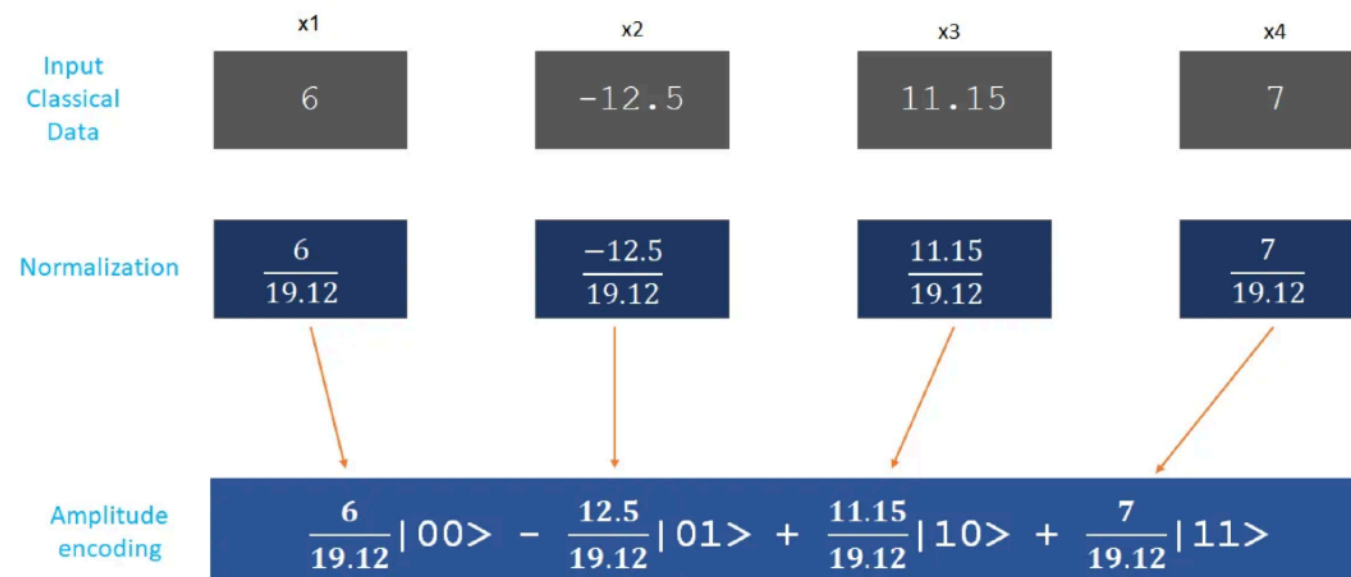 x1 x2 x3 x4
Input
Classical
Data
6 -12.5 11.15 7
Normalization
6/19.12 −12.5/19.12 11.15/19.12 7/19.12
Amplitude
encoding
6/19.12|00> - 12.5/19.12|01> + 11.15/19.12|10> + 7/19.12|11>